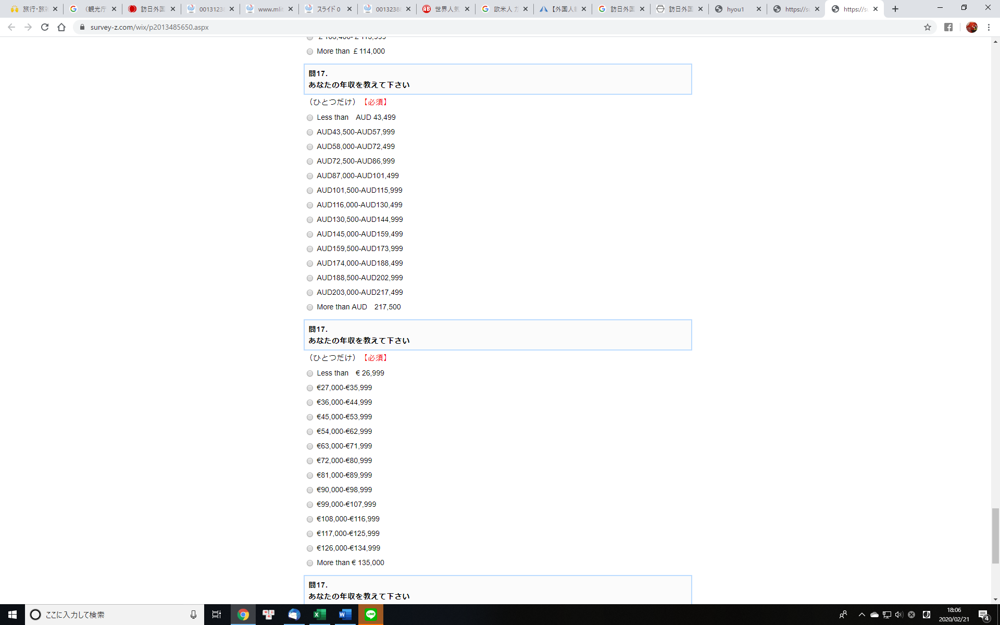 旅行・旅
（観光庁
訪日外国
0013123
www.mlit
スライド 0
0013238
世界人気
欧米人 カ
【外国人
訪日外国
訪日外国
hyou1
https://su
https://su
survey-z.com/wix/p2013485650.aspx
More than ￡114,000
問17.
あなたの年収を教えて下さい
（ひとつだけ）【必須】
Less than　AUD 43,499
AUD43,500-AUD57,999
AUD58,000-AUD72,499
AUD72,500-AUD86,999
AUD87,000-AUD101,499
AUD101,500-AUD115,999
AUD116,000-AUD130,499
AUD130,500-AUD144,999
AUD145,000-AUD159,499
AUD159,500-AUD173,999
AUD174,000-AUD188,499
AUD188,500-AUD202,999
AUD203,000-AUD217,499
More than AUD　217,500
問17.
あなたの年収を教えて下さい
（ひとつだけ）【必須】
Less than　€ 26,999
€27,000-€35,999
€36,000-€44,999
€45,000-€53,999
€54,000-€62,999
€63,000-€71,999
€72,000-€80,999
€81,000-€89,999
€90,000-€98,999
€99,000-€107,999
€108,000-€116,999
€117,000-€125,999
€126,000-€134,999
More than € 135,000
問17.
あなたの年収を教えて下さい
ここに入力して検索
18:06
2020/02/21
4